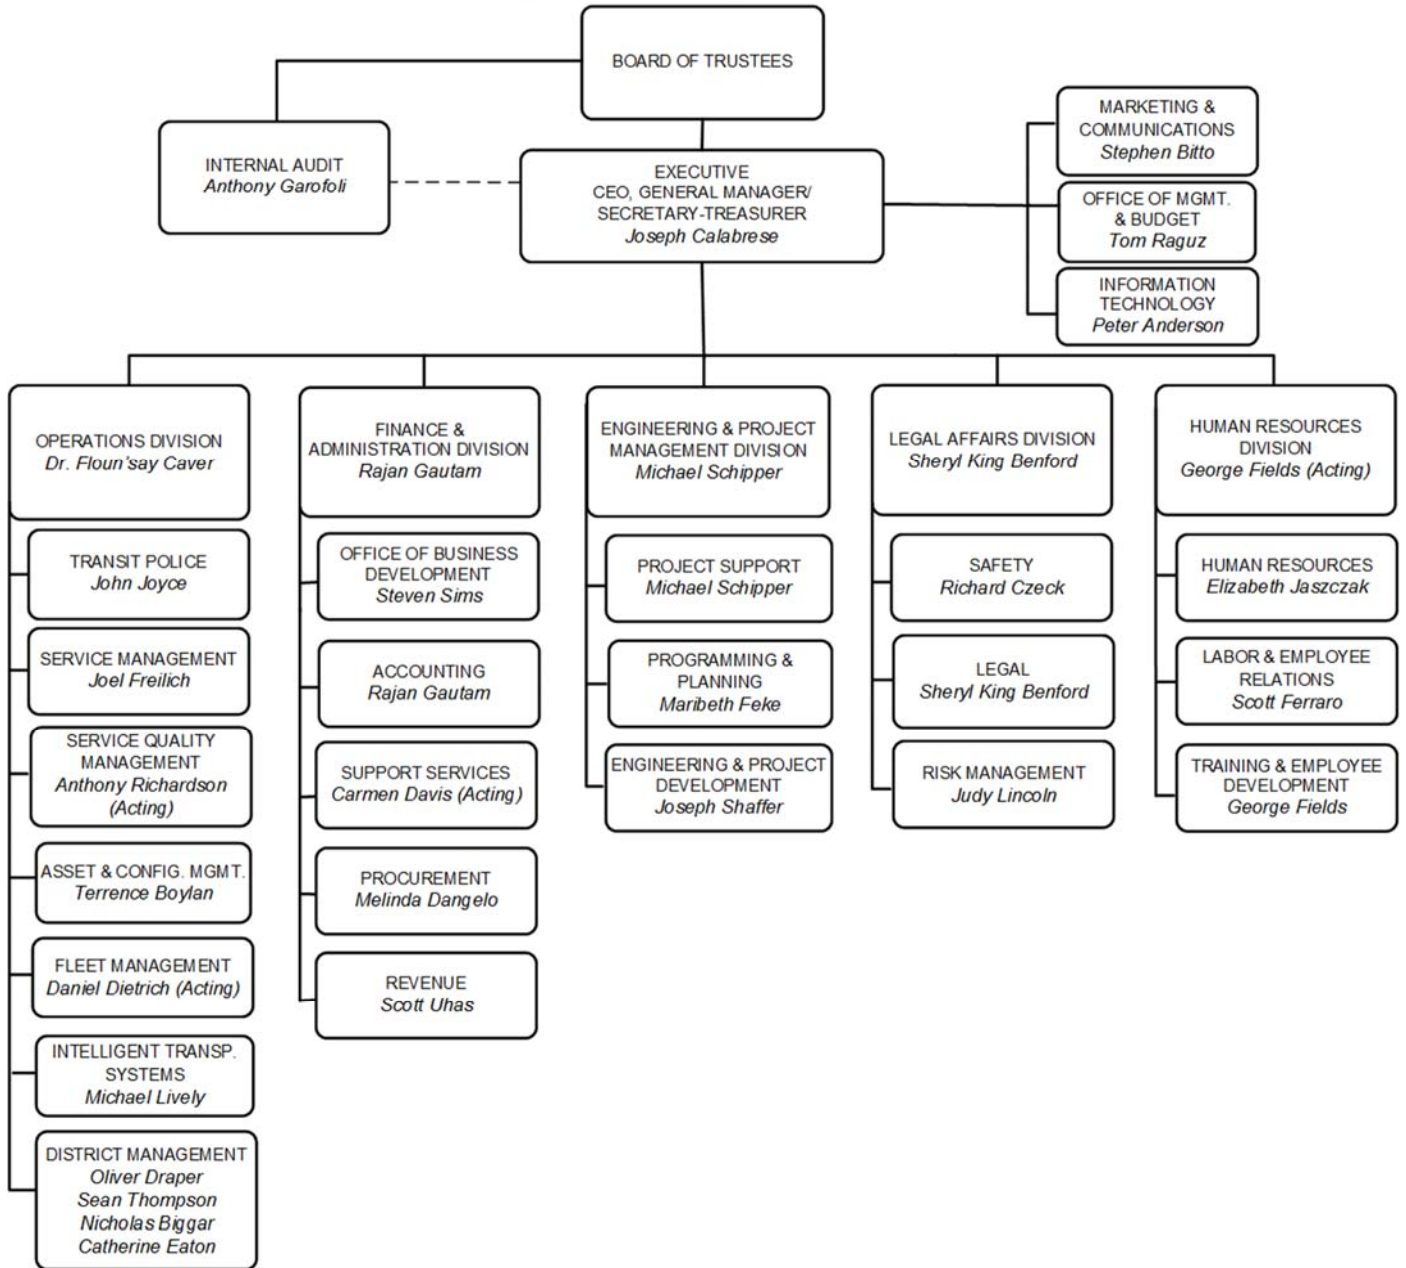 BOARD OF TRUSTEES
INTERNAL AUDIT
Anthony Garofoli
EXECUTIVE
CEO, GENERAL MANAGER/
SECRETARY-TREASURER
Joseph Calabrese
MARKETING &
COMMUNICATIONS
Stephen Bitto
OFFICE OF MGMT.
& BUDGET
Tom Raguz
INFORMATION
TECHNOLOGY
Peter Anderson
OPERATIONS DIVISION
Dr. Floun'say Caver
TRANSIT POLICE
John Joyce
SERVICE MANAGEMENT
Joel Freilich
SERVICE QUALITY
MANAGEMENT
Anthony Richardson
(Acting)
ASSET & CONFIG. MGMT.
Terrence Boylan
FLEET MANAGEMENT
Daniel Dietrich (Acting)
INTELLIGENT TRANSP.
SYSTEMS
Michael Lively
DISTRICT MANAGEMENT
Oliver Draper
Sean Thompson
Nicholas Biggar
Catherine Eaton
FINANCE &
ADMINISTRATION DIVISION
Rajan Gautam
OFFICE OF BUSINESS
DEVELOPMENT
Steven Sims
ACCOUNTING
Rajan Gautam
SUPPORT SERVICES
Carmen Davis (Acting)
PROCUREMENT
Melinda Dangelo
REVENUE
Scott Uhas
ENGINEERING & PROJECT
MANAGEMENT DIVISION
Michael Schipper
PROJECT SUPPORT
Michael Schipper
PROGRAMMING &
PLANNING
Maribeth Feke
ENGINEERING & PROJECT
DEVELOPMENT
Joseph Shaffer
LEGAL AFFAIRS DIVISION
Sheryl King Benford
SAFETY
Richard Czeck
LEGAL
Sheryl King Benford
RISK MANAGEMENT
Judy Lincoln
HUMAN RESOURCES
DIVISION
George Fields (Acting)
HUMAN RESOURCES
Elizabeth Jaszczak
LABOR & EMPLOYEE
RELATIONS
Scott Ferraro
TRAINING & EMPLOYEE
DEVELOPMENT
George Fields